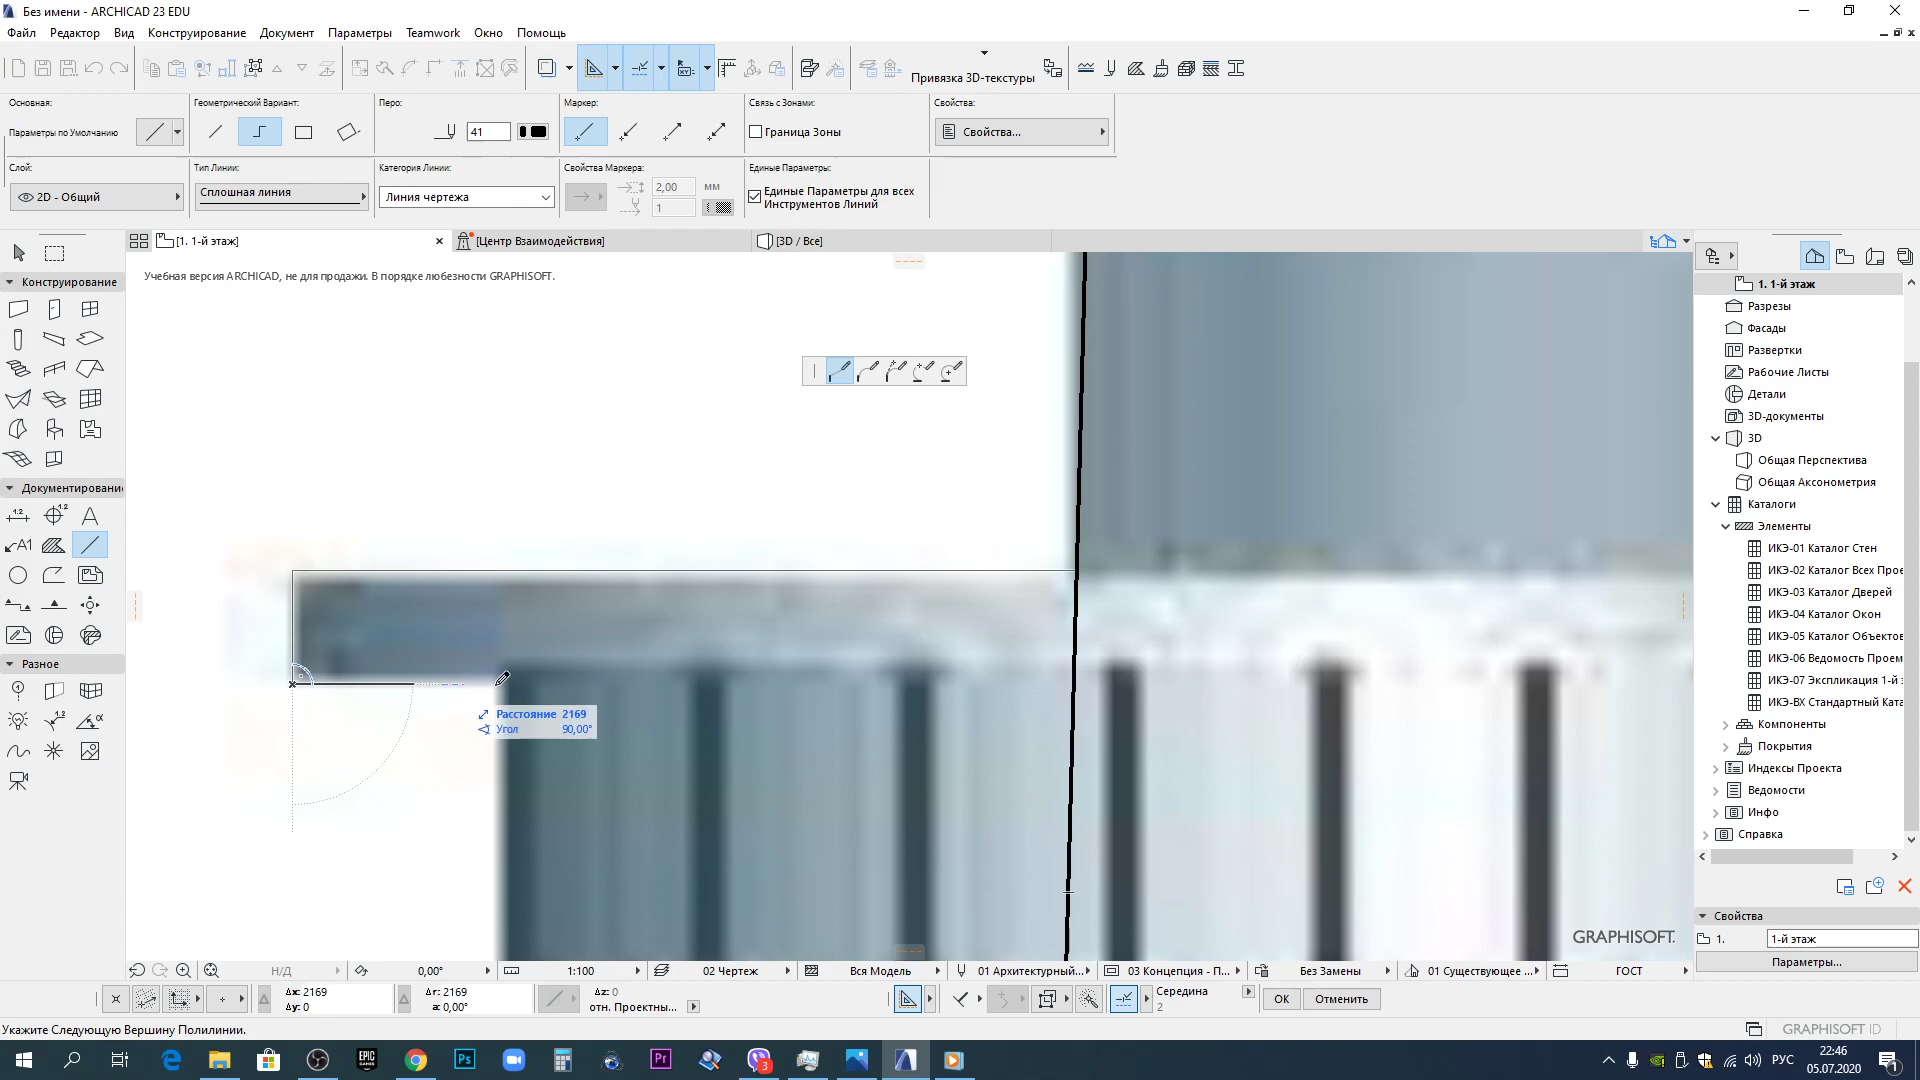 Без имени - ARCHICAD 23 EDU
Файл Редактор Вид Конструирование Документ Параметры Teamwork Окно Помощь
Привязка 3D-текстуры
Основная: Геометрический Вариант: Перо: Маркер: Связь с Зонами: Свойства:
Параметры по Умолчанию 41 Граница Зоны Свойства...
Слой: Тип Линии: Категория Линии: Свойства Маркера: Единые Параметры:
2D - Общий Сплошная линия Линия чертежа 2,00 мм 1 Единые Параметры для всех
Инструментов Линий
[1. 1-й этаж] [Центр Взаимодействия] [3D / Все]
Учебная версия ARCHICAD, не для продажи. В порядке любезности GRAPHISOFT.
Конструирование
Документирован
Разное
Расстояние 2169
Угол 90,00°
GRAPHISOFT.
1. 1-й этаж
Разрезы
Фасады
Развертки
Рабочие Листы
Детали
3D-документы
3D
Общая Перспектива
Общая Аксонометрия
Каталоги
Элементы
ИКЭ-01 Каталог Стен
ИКЭ-02 Каталог Всех Прое
ИКЭ-03 Каталог Дверей
ИКЭ-04 Каталог Окон
ИКЭ-05 Каталог Объектов
ИКЭ-06 Ведомость Проем
ИКЭ-07 Экспликация 1-й э
ИКЭ-ВХ Стандартный Ката
Компоненты
Покрытия
Индексы Проекта
Ведомости
Инфо
Справка
Свойства
1. 1-й этаж
Параметры...
Н/Д 0,00° 1:100 02 Чертеж Вся Модель 01 Архитектурный... 03 Концепция - П... Без Замены 01 Существующее ... ГОСТ
Δx: 2169 Δr: 2169 Δz: 0 Середина
Δy: 0 a: 0,00° отн. Проектны... 2
ОК Отменить
Укажите Следующую Вершину Полилинии.
GRAPHISOFT ID
РУС 22:46
05.07.2020